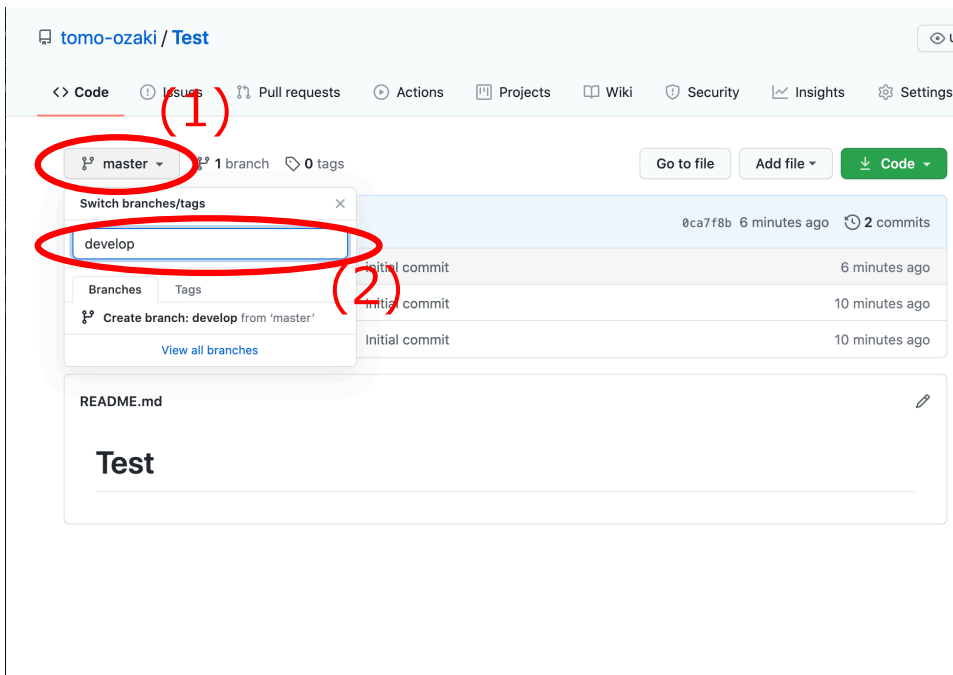 tomo-ozaki / Test
Code Issues Pull requests Actions Projects Wiki Security Insights Settings
(1)
master 1 branch 0 tags Go to file Add file Code
Switch branches/tags
0ca7f8b 6 minutes ago 2 commits
develop
initial commit 6 minutes ago
(2)
Branches Tags
Initial commit 10 minutes ago
Create branch: develop from ‘master’
Initial commit 10 minutes ago
View all branches
README.md
Test